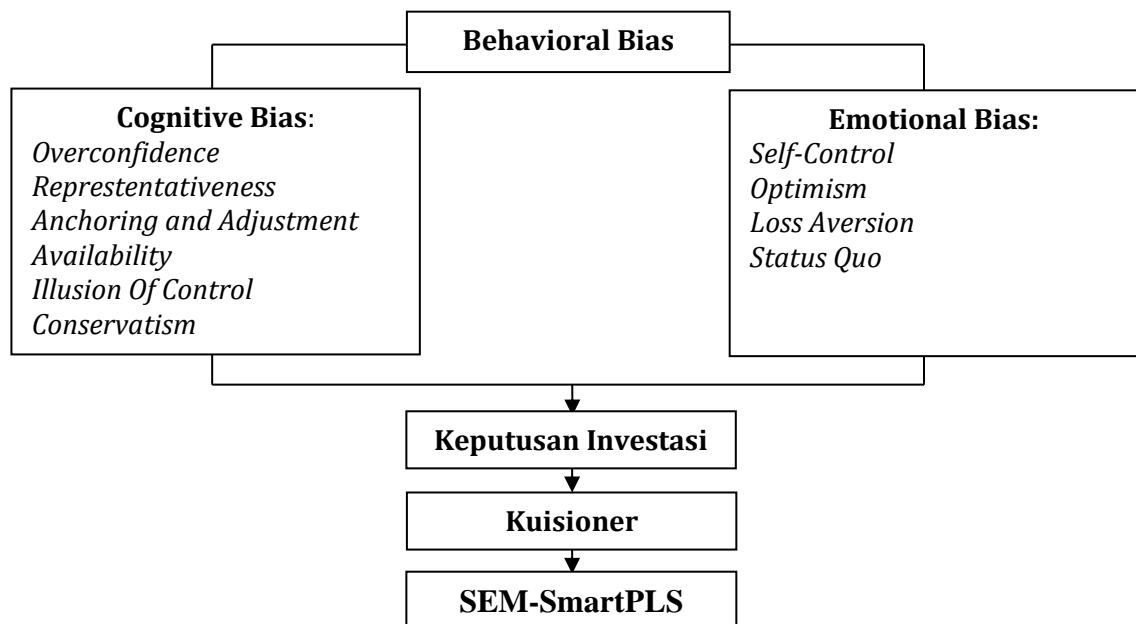 Behavioral Bias
Cognitive Bias:
Overconfidence
Represtentativeness
Anchoring and Adjustment
Availability
Illusion Of Control
Conservatism
Emotional Bias:
Self-Control
Optimism
Loss Aversion
Status Quo
Keputusan Investasi
Kuisioner
SEM-SmartPLS